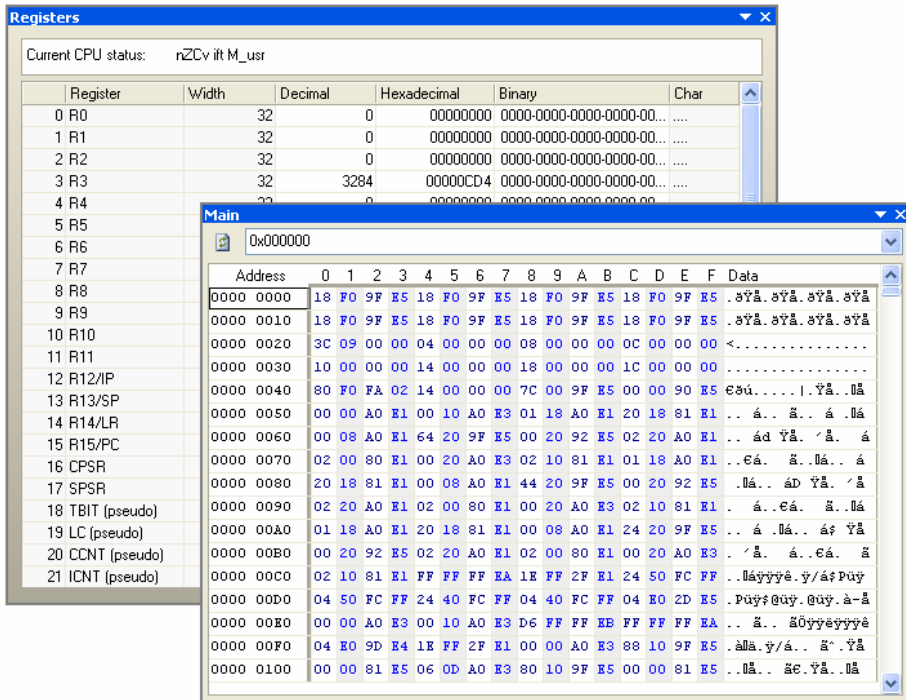 Registers
Current CPU status: nZCv ift M_usr
Register Width Decimal Hexadecimal Binary Char
0 R0 32 0 00000000 0000-0000-0000-0000-00... ....
1 R1 32 0 00000000 0000-0000-0000-0000-00... ....
2 R2 32 0 00000000 0000-0000-0000-0000-00... ....
3 R3 32 3284 00000CD4 0000-0000-0000-0000-00... ....
4 R4
5 R5
6 R6
7 R7
8 R8
9 R9
10 R10
11 R11
12 R12/IP
13 R13/SP
14 R14/LR
15 R15/PC
16 CPSR
17 SPSR
18 TBIT (pseudo)
19 LC (pseudo)
20 CCNT (pseudo)
21 ICNT (pseudo)
Main
0x000000
Address 0 1 2 3 4 5 6 7 8 9 A B C D E F Data
0000 0000 18 F0 9F E5 18 F0 9F E5 18 F0 9F E5 18 F0 9F E5 .ðŸå.ðŸå.ðŸå.ðŸå
0000 0010 18 F0 9F E5 18 F0 9F E5 18 F0 9F E5 18 F0 9F E5 .ðŸå.ðŸå.ðŸå.ðŸå
0000 0020 3C 09 00 00 04 00 00 00 08 00 00 00 0C 00 00 00 <...............
0000 0030 10 00 00 00 14 00 00 00 18 00 00 00 1C 00 00 00 ................
0000 0040 80 F0 FA 02 14 00 00 00 7C 00 9F E5 00 00 90 E5
0000 0050 00 00 A0 E1 00 10 A0 E3 01 18 A0 E1 20 18 81 E1
0000 0060 00 08 A0 E1 64 20 9F E5 00 20 92 E5 02 20 A0 E1
0000 0070 02 00 80 E1 00 20 A0 E3 02 10 81 E1 01 18 A0 E1
0000 0080 20 18 81 E1 00 08 A0 E1 44 20 9F E5 00 20 92 E5
0000 0090 02 20 A0 E1 02 00 80 E1 00 20 A0 E3 02 10 81 E1
0000 00A0 01 18 A0 E1 20 18 81 E1 00 08 A0 E1 24 20 9F E5
0000 00B0 00 20 92 E5 02 20 A0 E1 02 00 80 E1 00 20 A0 E3
0000 00C0 02 10 81 E1 FF FF FF EA 1E FF 2F E1 24 50 FC FF
0000 00D0 04 50 FC FF 24 40 FC FF 04 40 FC FF 04 E0 2D E5 .Püÿ$@üÿ.@üÿ.à-å
0000 00E0 00 00 A0 E3 00 10 A0 E3 D6 FF FF EB FF FF FF EA
0000 00F0 04 E0 9D E4 1E FF 2F E1 00 00 A0 E3 88 10 9F E5
0000 0100 00 00 81 E5 06 0D A0 E3 80 10 9F E5 00 00 81 E5